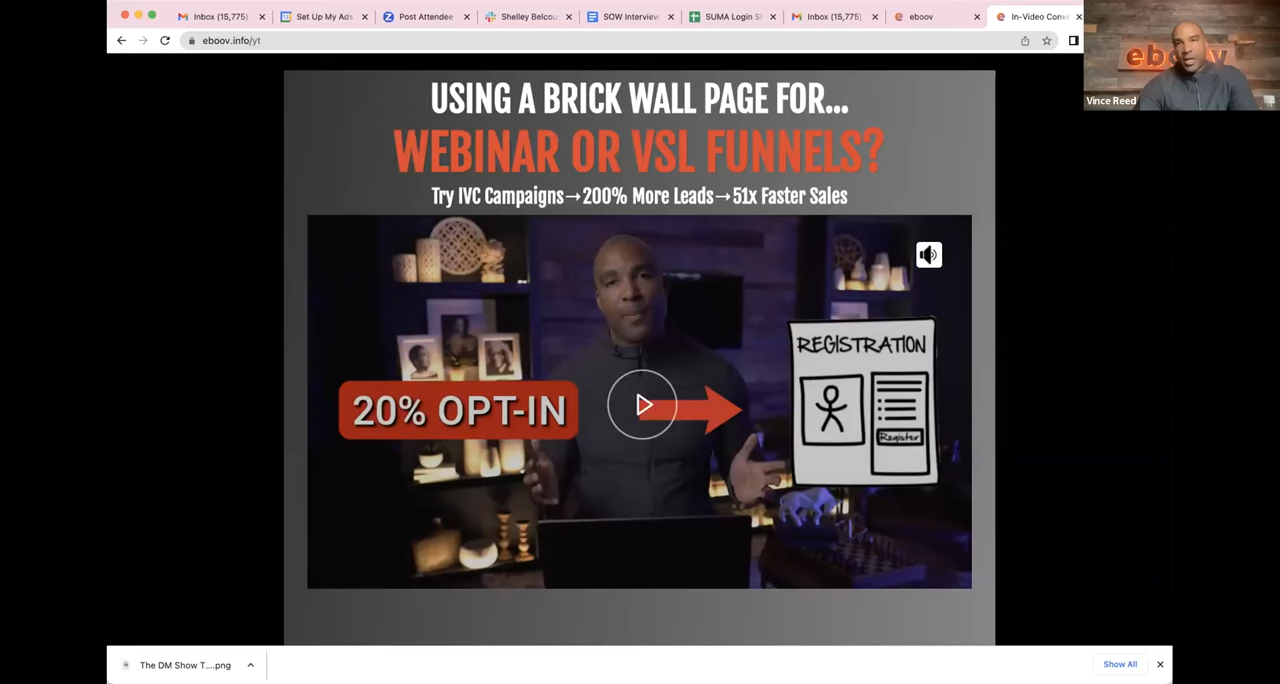 Inbox (15,775)
Set Up My Ads
Post Attendee
Shelley Belcou
SOW Interview
SUMA Login S
Inbox (15,775)
eboov
In-Video Conv
eboov.info/yt
eboov
Vince Reed
USING A BRICK WALL PAGE FOR...
WEBINAR OR VSL FUNNELS?
Try IVC Campaigns→200% More Leads→51x Faster Sales
REGISTRATION
20% OPT-IN
Register
The DM Show T....png
Show All